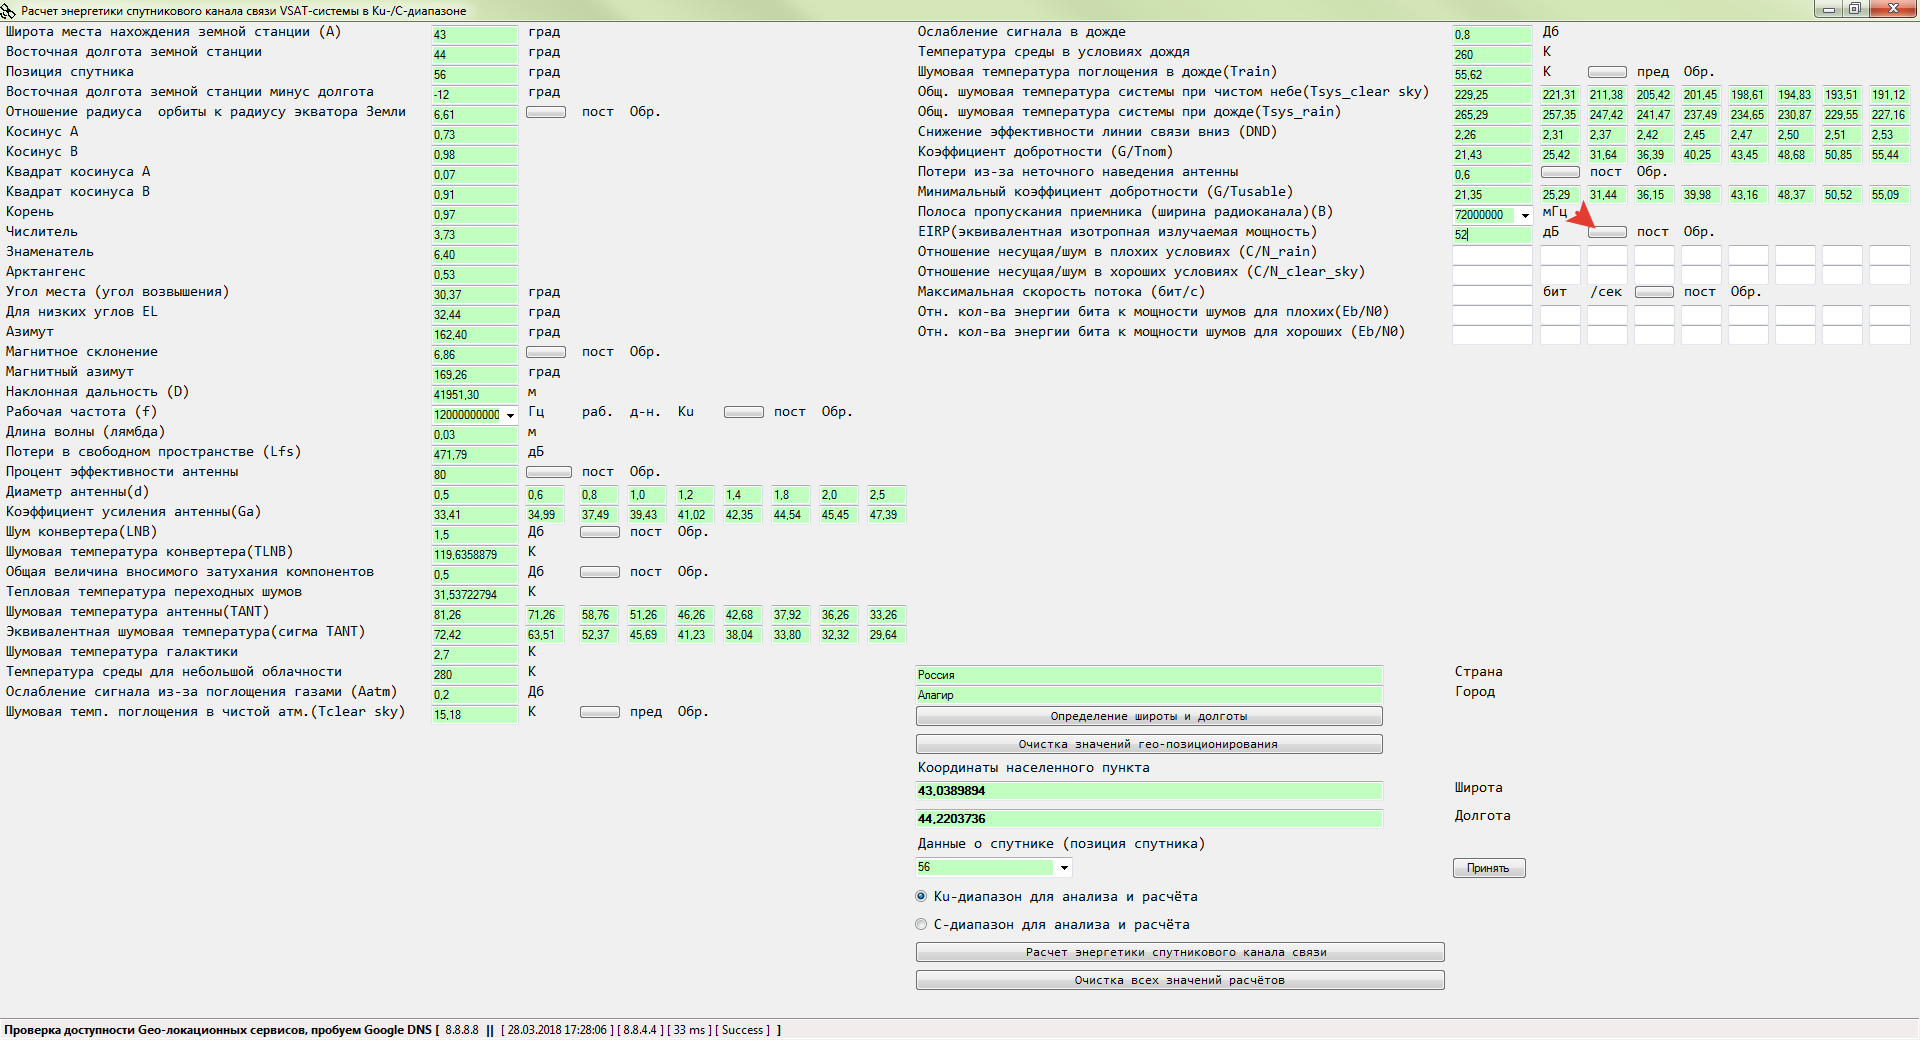 Расчет энергетики спутникового канала связи VSAT-системы в Ku-/C-диапазоне
Широта места нахождения земной станции (A) 43 град
Восточная долгота земной станции 44 град
Позиция спутника 56 град
Восточная долгота земной станции минус долгота -12 град
Отношение радиуса орбиты к радиусу экватора Земли 6,61 пост Обр.
Косинус А 0,73
Косинус В 0,98
Квадрат косинуса А 0,07
Квадрат косинуса В 0,91
Корень 0,97
Числитель 3,73
Знаменатель 6,40
Арктангенс 0,53
Угол места (угол возвышения) 30,37 град
Для низких углов EL 32,44 град
Азимут 162,40 град
Магнитное склонение 6,86 пост Обр.
Магнитный азимут 169,26 град
Наклонная дальность (D) 41951,30 м
Рабочая частота (f) 12000000000 Гц раб. д-н. Ku пост Обр.
Длина волны (лямбда) 0,03 м
Потери в свободном пространстве (Lfs) 471,79 дБ
Процент эффективности антенны 80 пост Обр.
Диаметр антенны(d) 0,5 0,6 0,8 1,0 1,2 1,4 1,8 2,0 2,5
Коэффициент усиления антенны(Ga) 33,41 34,99 37,49 39,43 41,02 42,35 44,54 45,45 47,39
Шум конвертера(LNB) 1,5 Дб пост Обр.
Шумовая температура конвертера(TLNB) 119,6358879 K
Общая величина вносимого затухания компонентов 0,5 Дб пост Обр.
Тепловая температура переходных шумов 31,53722794 K
Шумовая температура антенны(TANT) 81,26 71,26 58,76 51,26 46,26 42,68 37,92 36,26 33,26
Эквивалентная шумовая температура(сигма TANT) 72,42 63,51 52,37 45,69 41,23 38,04 33,80 32,32 29,64
Шумовая температура галактики 2,7 K
Температура среды для небольшой облачности 280 K
Ослабление сигнала из-за поглощения газами (Aatm) 0,2 Дб
Шумовая темп. поглощения в чистой атм.(Tclear sky) 15,18 K пред Обр.
Ослабление сигнала в дожде 0,8 Дб
Температура среды в условиях дождя 260 K
Шумовая температура поглощения в дожде(Train) 55,62 K пред Обр.
Общ. шумовая температура системы при чистом небе(Tsys_clear sky) 229,25 221,31 211,38 205,42 201,45 198,61 194,83 193,51 191,12
Общ. шумовая температура системы при дожде(Tsys_rain) 265,29 257,35 247,42 241,47 237,49 234,65 230,87 229,55 227,16
Снижение эффективности линии связи вниз (DND) 2,26 2,31 2,37 2,42 2,45 2,47 2,50 2,51 2,53
Коэффициент добротности (G/Tnom) 21,43 25,42 31,64 36,39 40,25 43,45 48,68 50,85 55,44
Потери из-за неточного наведения антенны 0,6 пост Обр.
Минимальный коэффициент добротности (G/Tusable) 21,35 25,29 31,44 36,15 39,98 43,16 48,37 50,52 55,09
Полоса пропускания приемника (ширина радиоканала)(B) 72000000 мГц
EIRP(эквивалентная изотропная излучаемая мощность) 52 дБ пост Обр.
Отношение несущая/шум в плохих условиях (C/N_rain)
Отношение несущая/шум в хороших условиях (C/N_clear_sky)
Максимальная скорость потока (бит/с) бит /сек пост Обр.
Отн. кол-ва энергии бита к мощности шумов для плохих(Eb/N0)
Отн. кол-ва энергии бита к мощности шумов для хороших (Eb/N0)
Россия Страна
Алагир Город
Определение широты и долготы
Очистка значений гео-позиционирования
Координаты населенного пункта
43,0389894 Широта
44,2203736 Долгота
Данные о спутнике (позиция спутника)
56 Принять
Ku-диапазон для анализа и расчёта
C-диапазон для анализа и расчёта
Расчет энергетики спутникового канала связи
Очистка всех значений расчётов
Проверка доступности Geo-локационных сервисов, пробуем Google DNS [ 8.8.8.8 || [ 28.03.2018 17:28:06 ] [ 8.8.4.4 ] [ 33 ms ] [ Success ] ]